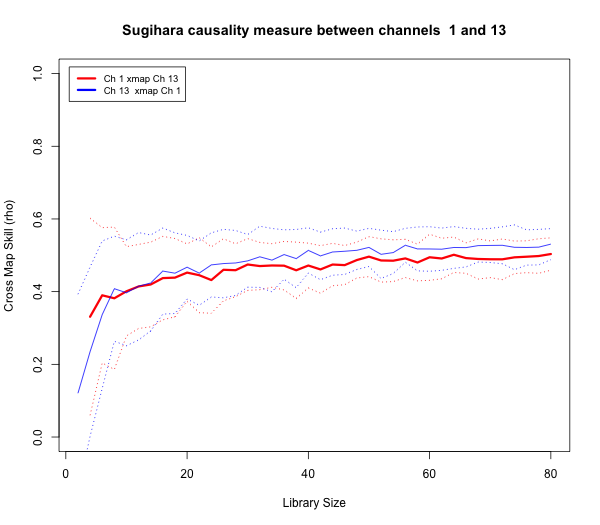 Sugihara causality measure between channels  1 and 13
Ch 1 xmap Ch 13
Ch 13  xmap Ch 1
Cross Map Skill (rho)
1.0
0.8
0.6
0.4
0.2
0.0
0 20 40 60 80
Library Size